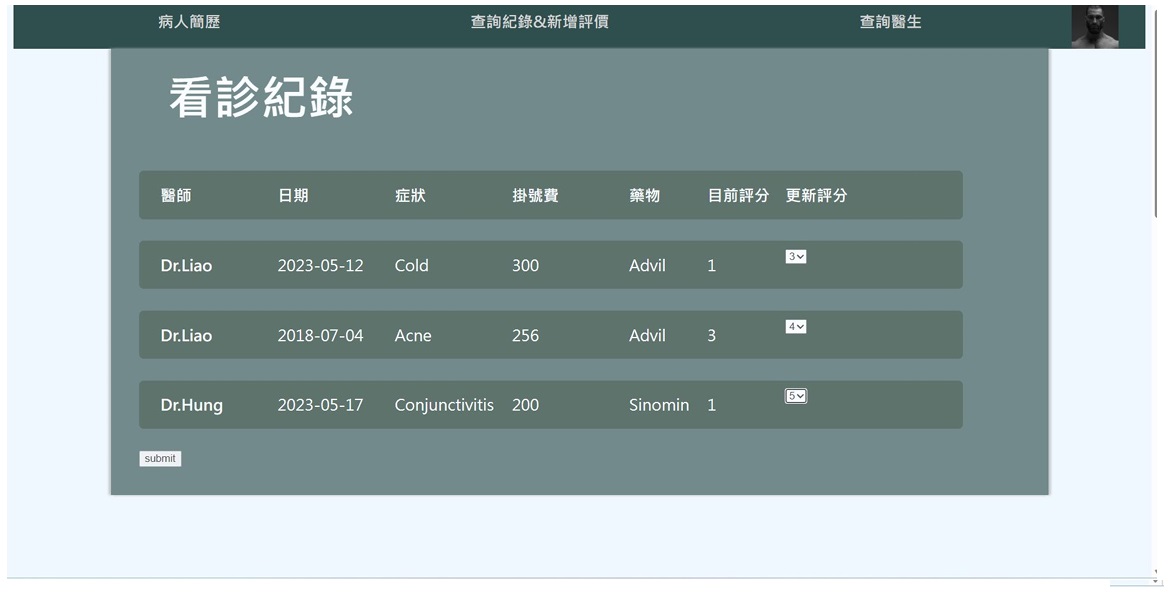 病人簡歷 查詢紀錄&新增評價 查詢醫生
看診紀錄
醫師 日期 症狀 掛號費 藥物 目前評分 更新評分
Dr.Liao 2023-05-12 Cold 300 Advil 1 3
Dr.Liao 2018-07-04 Acne 256 Advil 3 4
Dr.Hung 2023-05-17 Conjunctivitis 200 Sinomin 1 5
submit